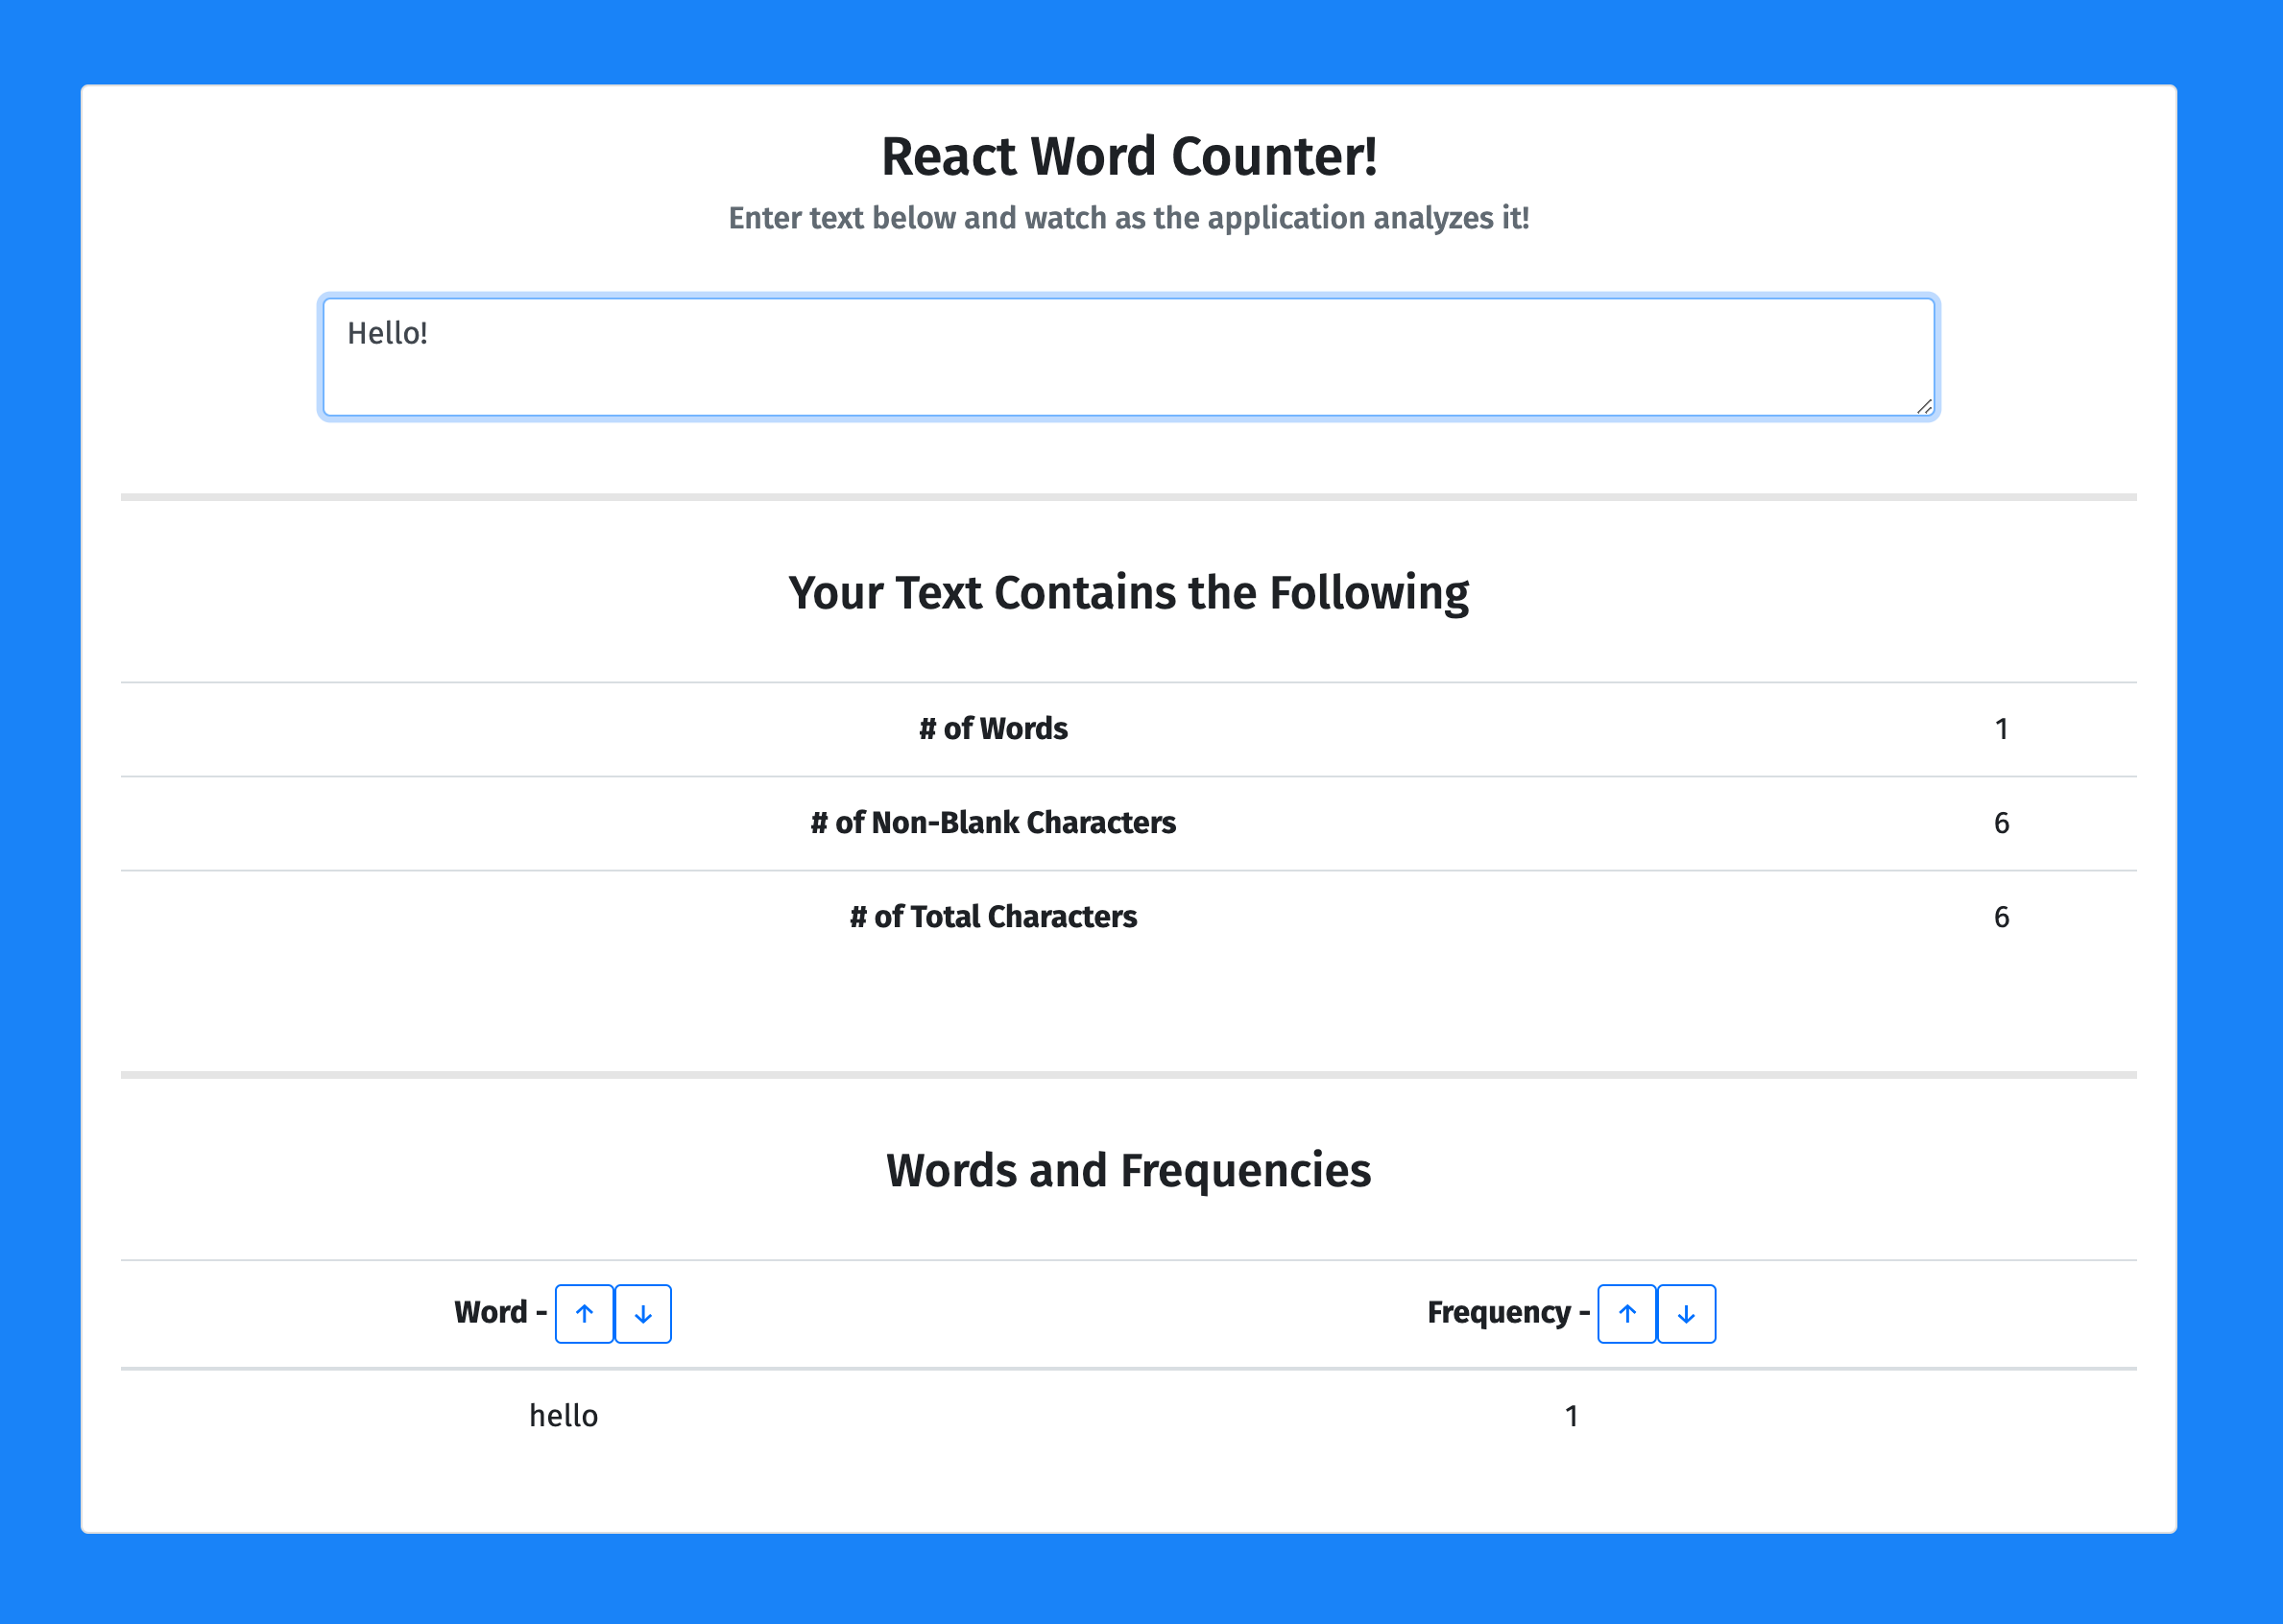 React Word Counter!
Enter text below and watch as the application analyzes it!
Hello!
Your Text Contains the Following
# of Words 1
# of Non-Blank Characters 6
# of Total Characters 6
Words and Frequencies
Word - ↑ ↓ Frequency - ↑ ↓
hello 1